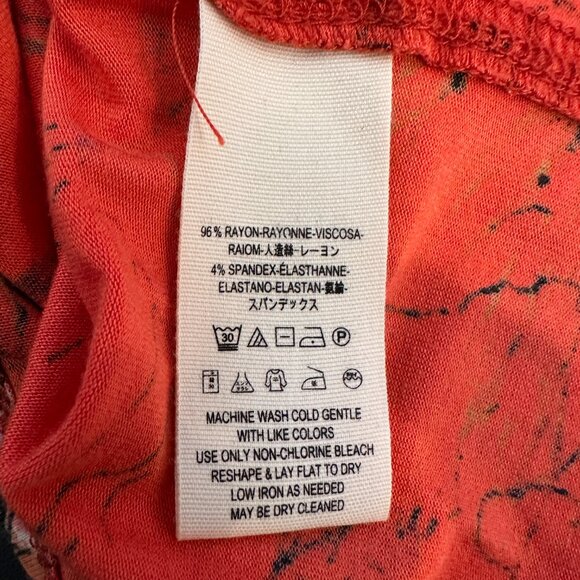 96% RAYON-RAYONNE-VISCOSA-
RAIOM-人造絲-レーヨン
4% SPANDEX-ÉLASTHANNE-
ELASTANO-ELASTAN-氨綸-
スパンデックス
30 P
MACHINE WASH COLD GENTLE
WITH LIKE COLORS
USE ONLY NON-CHLORINE BLEACH
RESHAPE & LAY FLAT TO DRY
LOW IRON AS NEEDED
MAY BE DRY CLEANED